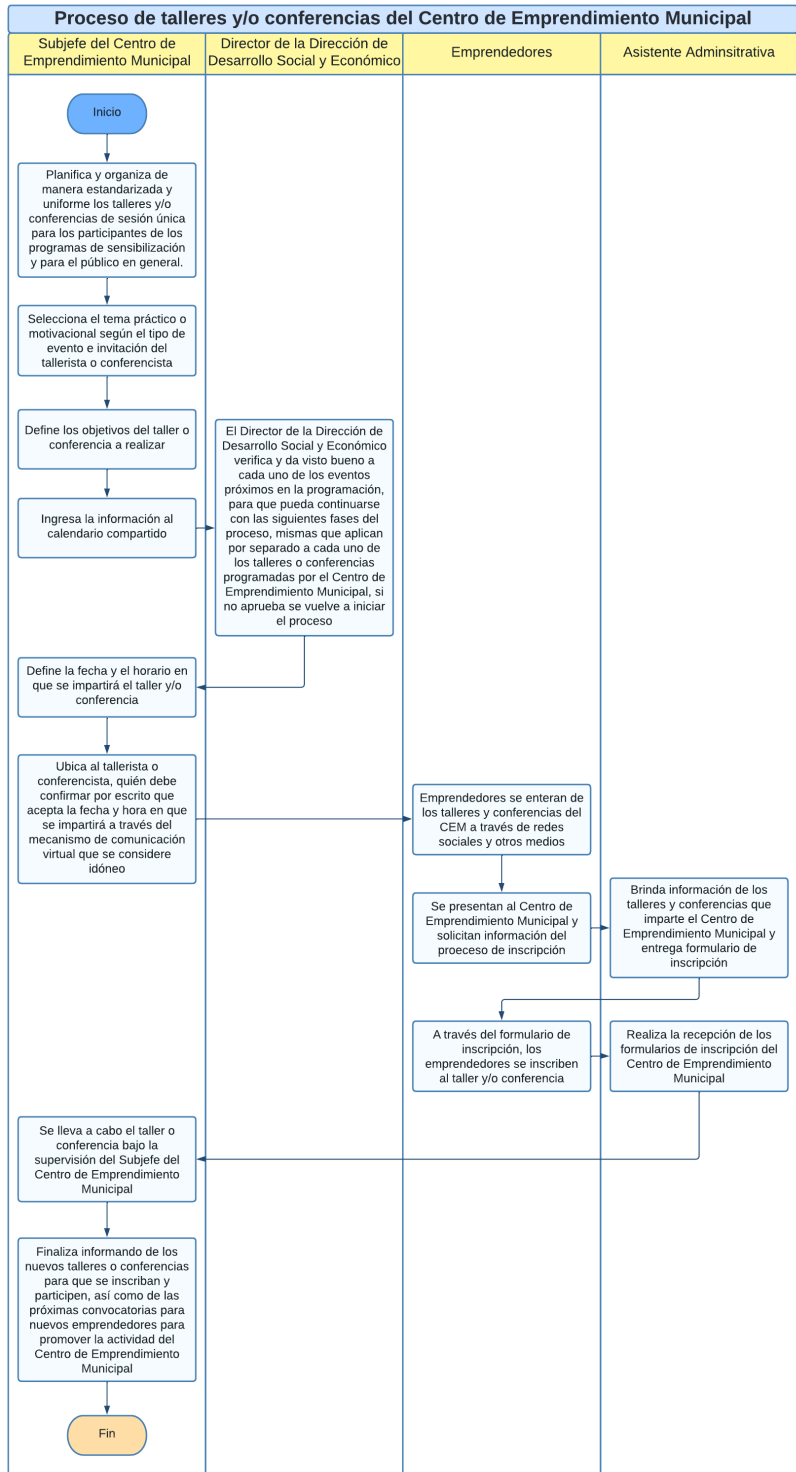 Proceso de talleres y/o conferencias del Centro de Emprendimiento Municipal
Subjefe del Centro de
Emprendimiento Municipal
Director de la Dirección de
Desarrollo Social y Económico
Emprendedores
Asistente Adminsitrativa
Inicio
Planifica y organiza de
manera estandarizada y
uniforme los talleres y/o
conferencias de sesión única
para los participantes de los
programas de sensibilización
y para el público en general.
Selecciona el tema práctico o
motivacional según el tipo de
evento e invitación del
tallerista o conferencista
Define los objetivos del taller o
conferencia a realizar
Ingresa la información al
calendario compartido
El Director de la Dirección de
Desarrollo Social y Económico
verifica y da visto bueno a
cada uno de los eventos
próximos en la programación,
para que pueda continuarse
con las siguientes fases del
proceso, mismas que aplican
por separado a cada uno de
los talleres o conferencias
programadas por el Centro de
Emprendimiento Municipal, si
no aprueba se vuelve a iniciar
el proceso
Define la fecha y el horario en
que se impartirá el taller y/o
conferencia
Ubica al tallerista o
conferencista, quién debe
confirmar por escrito que
acepta la fecha y hora en que
se impartirá a través del
mecanismo de comunicación
virtual que se considere
idóneo
Emprendedores se enteran de
los talleres y conferencias del
CEM a través de redes
sociales y otros medios
Se presentan al Centro de
Emprendimiento Municipal y
solicitan información del
proeceso de inscripción
Brinda información de los
talleres y conferencias que
imparte el Centro de
Emprendimiento Municipal y
entrega formulario de
inscripción
A través del formulario de
inscripción, los
emprendedores se inscriben
al taller y/o conferencia
Realiza la recepción de los
formularios de inscripción del
Centro de Emprendimiento
Municipal
Se lleva a cabo el taller o
conferencia bajo la
supervisión del Subjefe del
Centro de Emprendimiento
Municipal
Finaliza informando de los
nuevos talleres o conferencias
para que se inscriban y
participen, así como de las
próximas convocatorias para
nuevos emprendedores para
promover la actividad del
Centro de Emprendimiento
Municipal
Fin